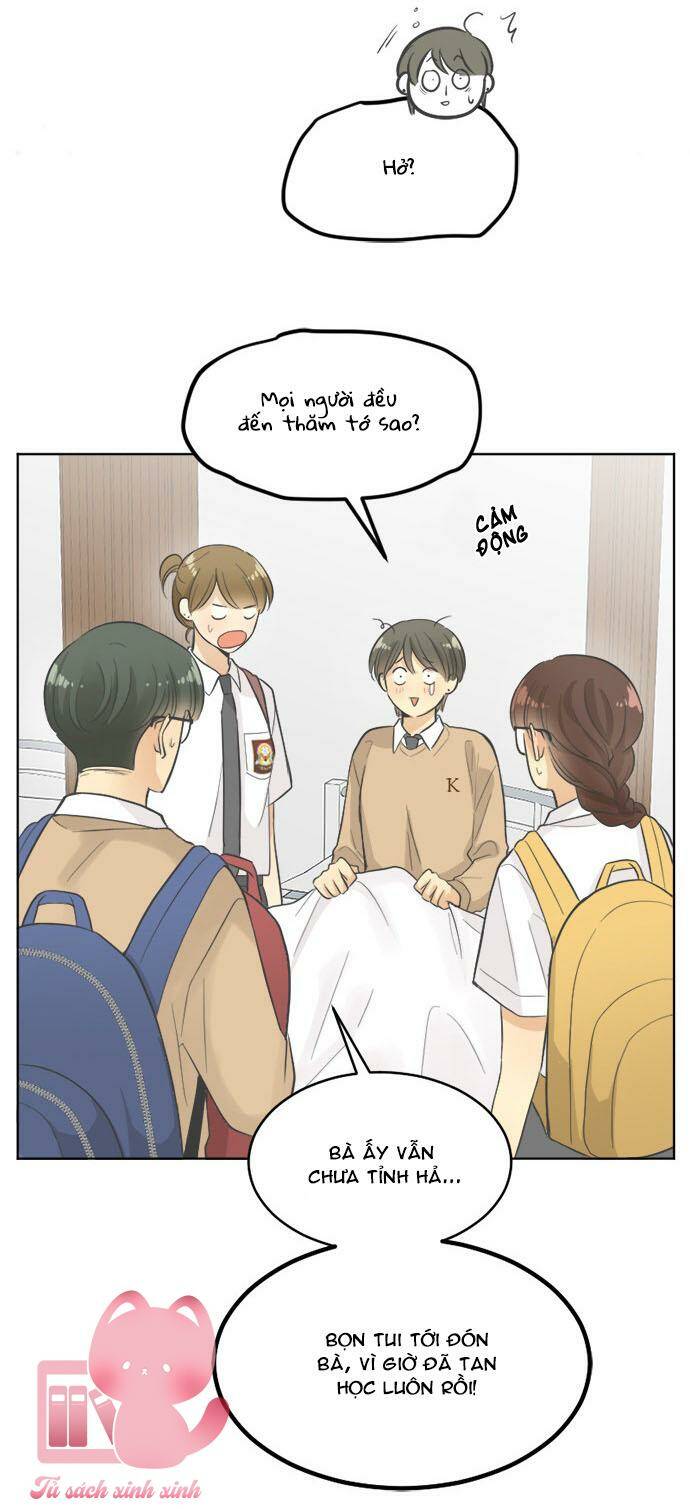 Hở?
Mọi người đều
đến thăm tớ sao?
CẢM
ĐỘNG
K
BÀ ẤY VẪN
CHƯA TỈNH HẢ...
BỌN TUI TỚI ĐÓN
BÀ, VÌ GIỜ ĐÃ TAN
HỌC LUÔN RỒI!
Tủ sách xinh xinh